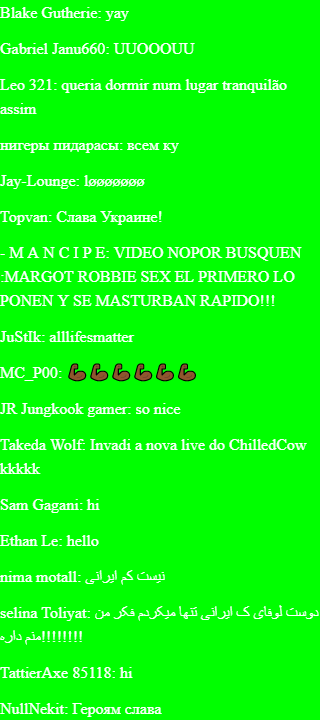 Blake Gutherie: yay
Gabriel Janu660: UUOOOUU
Leo 321: queria dormir num lugar tranquilão
assim
нигеры пидарасы: всем ку
Jay-Lounge: løøøøøøø
Topvan: Слава Украине!
- M A N C I P E: VIDEO NOPOR BUSQUEN
:MARGOT ROBBIE SEX EL PRIMERO LO
PONEN Y SE MASTURBAN RAPIDO!!!
JuStIk: alllifesmatter
MC_P00: 💪🏿💪🏿💪🏿💪🏿💪🏿💪🏿
JR Jungkook gamer: so nice
Takeda Wolf: Invadi a nova live do ChilledCow
kkkkk
Sam Gagani: hi
Ethan Le: hello
nima motall: نیست کم ایرانی
selina Toliyat: دوست لوفای ک ایرانی تنها میکردم فکر من
منم داره!!!!!!!!
TattierAxe 85118: hi
NullNekit: Героям слава